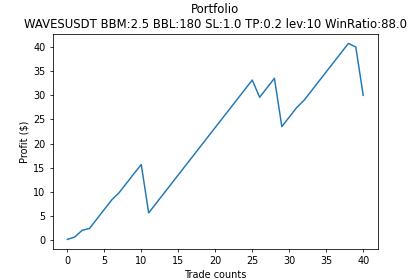 Portfolio
WAVESUSDT BBM:2.5 BBL:180 SL:1.0 TP:0.2 lev:10 WinRatio:88.0
40
35
30
25
20
15
10
5
0
Profit ($)
0 5 10 15 20 25 30 35 40
Trade counts